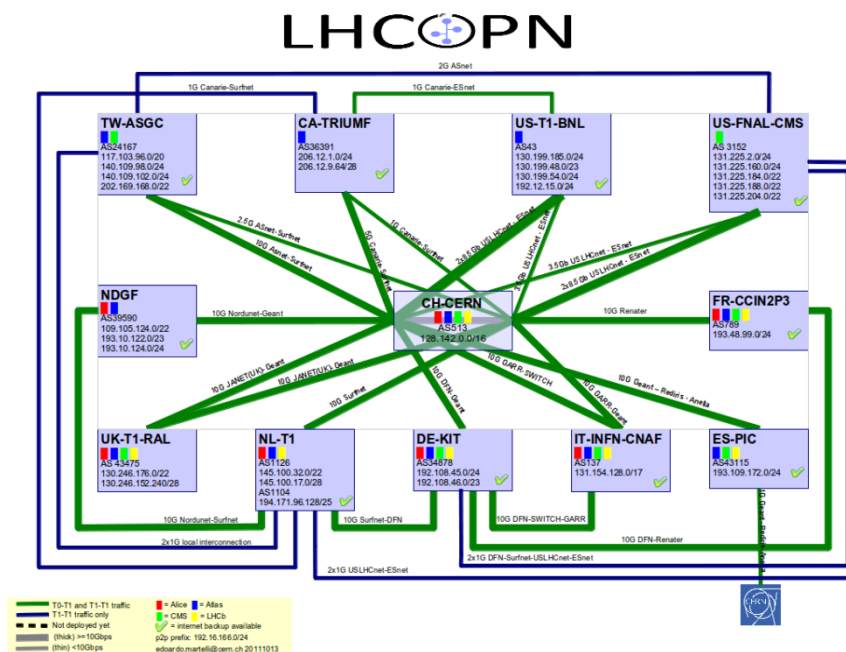 LHCOPN
2G ASnet
1G Canarie-Surfnet
1G Canarie-ESnet
TW-ASGC
AS24167
117.103.96.0/20
140.109.98.0/24
140.109.102.0/24
202.169.168.0/22
CA-TRIUMF
AS36391
206.12.1.0/24
206.12.9.64/28
US-T1-BNL
AS43
130.199.185.0/24
130.199.48.0/23
130.199.54.0/24
192.12.15.0/24
US-FNAL-CMS
AS 3152
131.225.2.0/24
131.225.160.0/24
131.225.184.0/22
131.225.188.0/22
131.225.204.0/22
2.5G ASnet-Surfnet
10G Asnet-Surfnet
5G Canarie-Surfnet
1G Canarie-Surfnet
2x8.5Gb USLHCnet - ESnet
3.5Gb USLHCnet - ESnet
3.5Gb USLHCnet - ESnet
2x8.5 Gb USLHCnet - ESnet
NDGF
AS39590
109.105.124.0/22
193.10.122.0/23
193.10.124.0/24
10G Nordunet-Geant
CH-CERN
AS513
128.142.0.0/16
10G Renater
FR-CCIN2P3
AS789
193.48.99.0/24
10G JANET(UK)- Geant
10G JANET(UK)- Geant
10G Surfnet
10G DFN-Geant
10G GARR-SWITCH
10G GARR-Geant
10G Geant – Rediris - Anella
UK-T1-RAL
AS 43475
130.246.176.0/22
130.246.152.240/28
NL-T1
AS1126
145.100.32.0/22
145.100.17.0/28
AS1104
194.171.96.128/25
DE-KIT
AS34878
192.108.45.0/24
192.108.46.0/23
IT-INFN-CNAF
AS137
131.154.128.0/17
ES-PIC
AS43115
193.109.172.0/24
10G Nordunet-Surfnet
10G Surfnet-DFN
10G DFN-SWITCH-GARR
10G DFN-Renater
2x1G local interconnection
2x1G DFN-Surfnet-USLHCnet-ESnet
2x1G USLHCnet-ESnet
T0-T1 and T1-T1 traffic
T1-T1 traffic only
Not deployed yet
(thick) >=10Gbps
(thin) <10Gbps
= Alice
= Atlas
= CMS
= LHCb
= internet backup available
p2p prefix: 192.16.166.0/24
edoardo.martelli@cern.ch 20111013